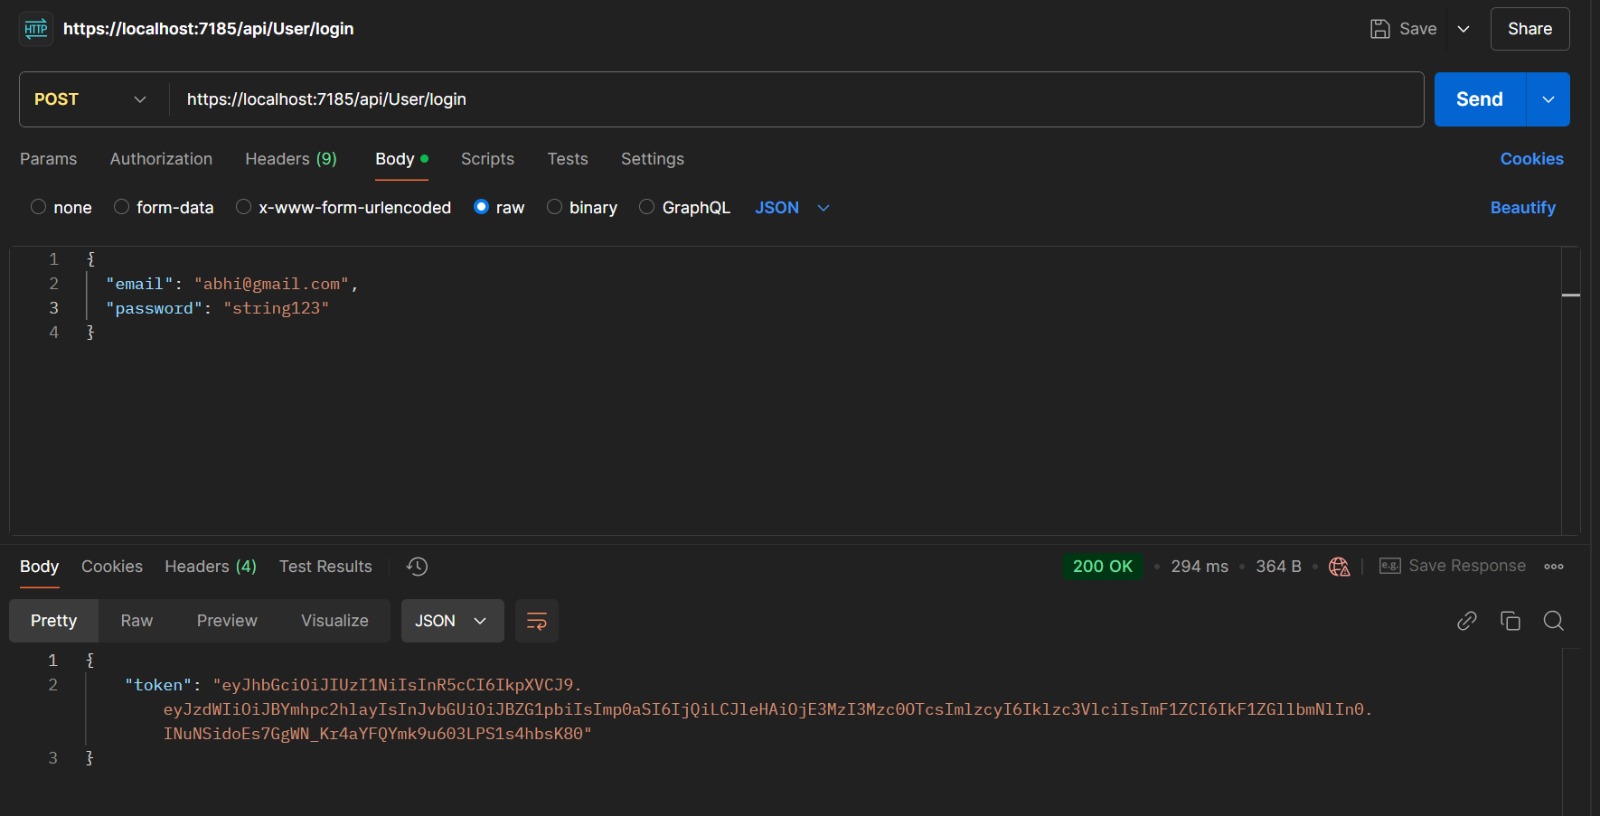 HTTP https://localhost:7185/api/User/login Save Share
POST https://localhost:7185/api/User/login Send
Params Authorization Headers (9) Body Scripts Tests Settings Cookies
none form-data x-www-form-urlencoded raw binary GraphQL JSON Beautify
1 {
2 "email": "abhi@gmail.com",
3 "password": "string123"
4 }
Body Cookies Headers (4) Test Results 200 OK • 294 ms • 364 B • e.g. Save Response
Pretty Raw Preview Visualize JSON
1 {
2 "token": "eyJhbGciOiJIUzI1NiIsInR5cCI6IkpXVCJ9.
eyJzdWIiOiJBYmhpc2hlayIsInJvbGUiOiJBZG1pbiIsImp0aSI6IjQiLCJleHAiOjE3MzI3Mzc0OTcsImlzcyI6Iklzc3VlciIsImF1ZCI6IkF1ZGllbmNlIn0.
INuNSidoEs7GgWN_Kr4aYFQYmk9u603LPS1s4hbsK80"
3 }